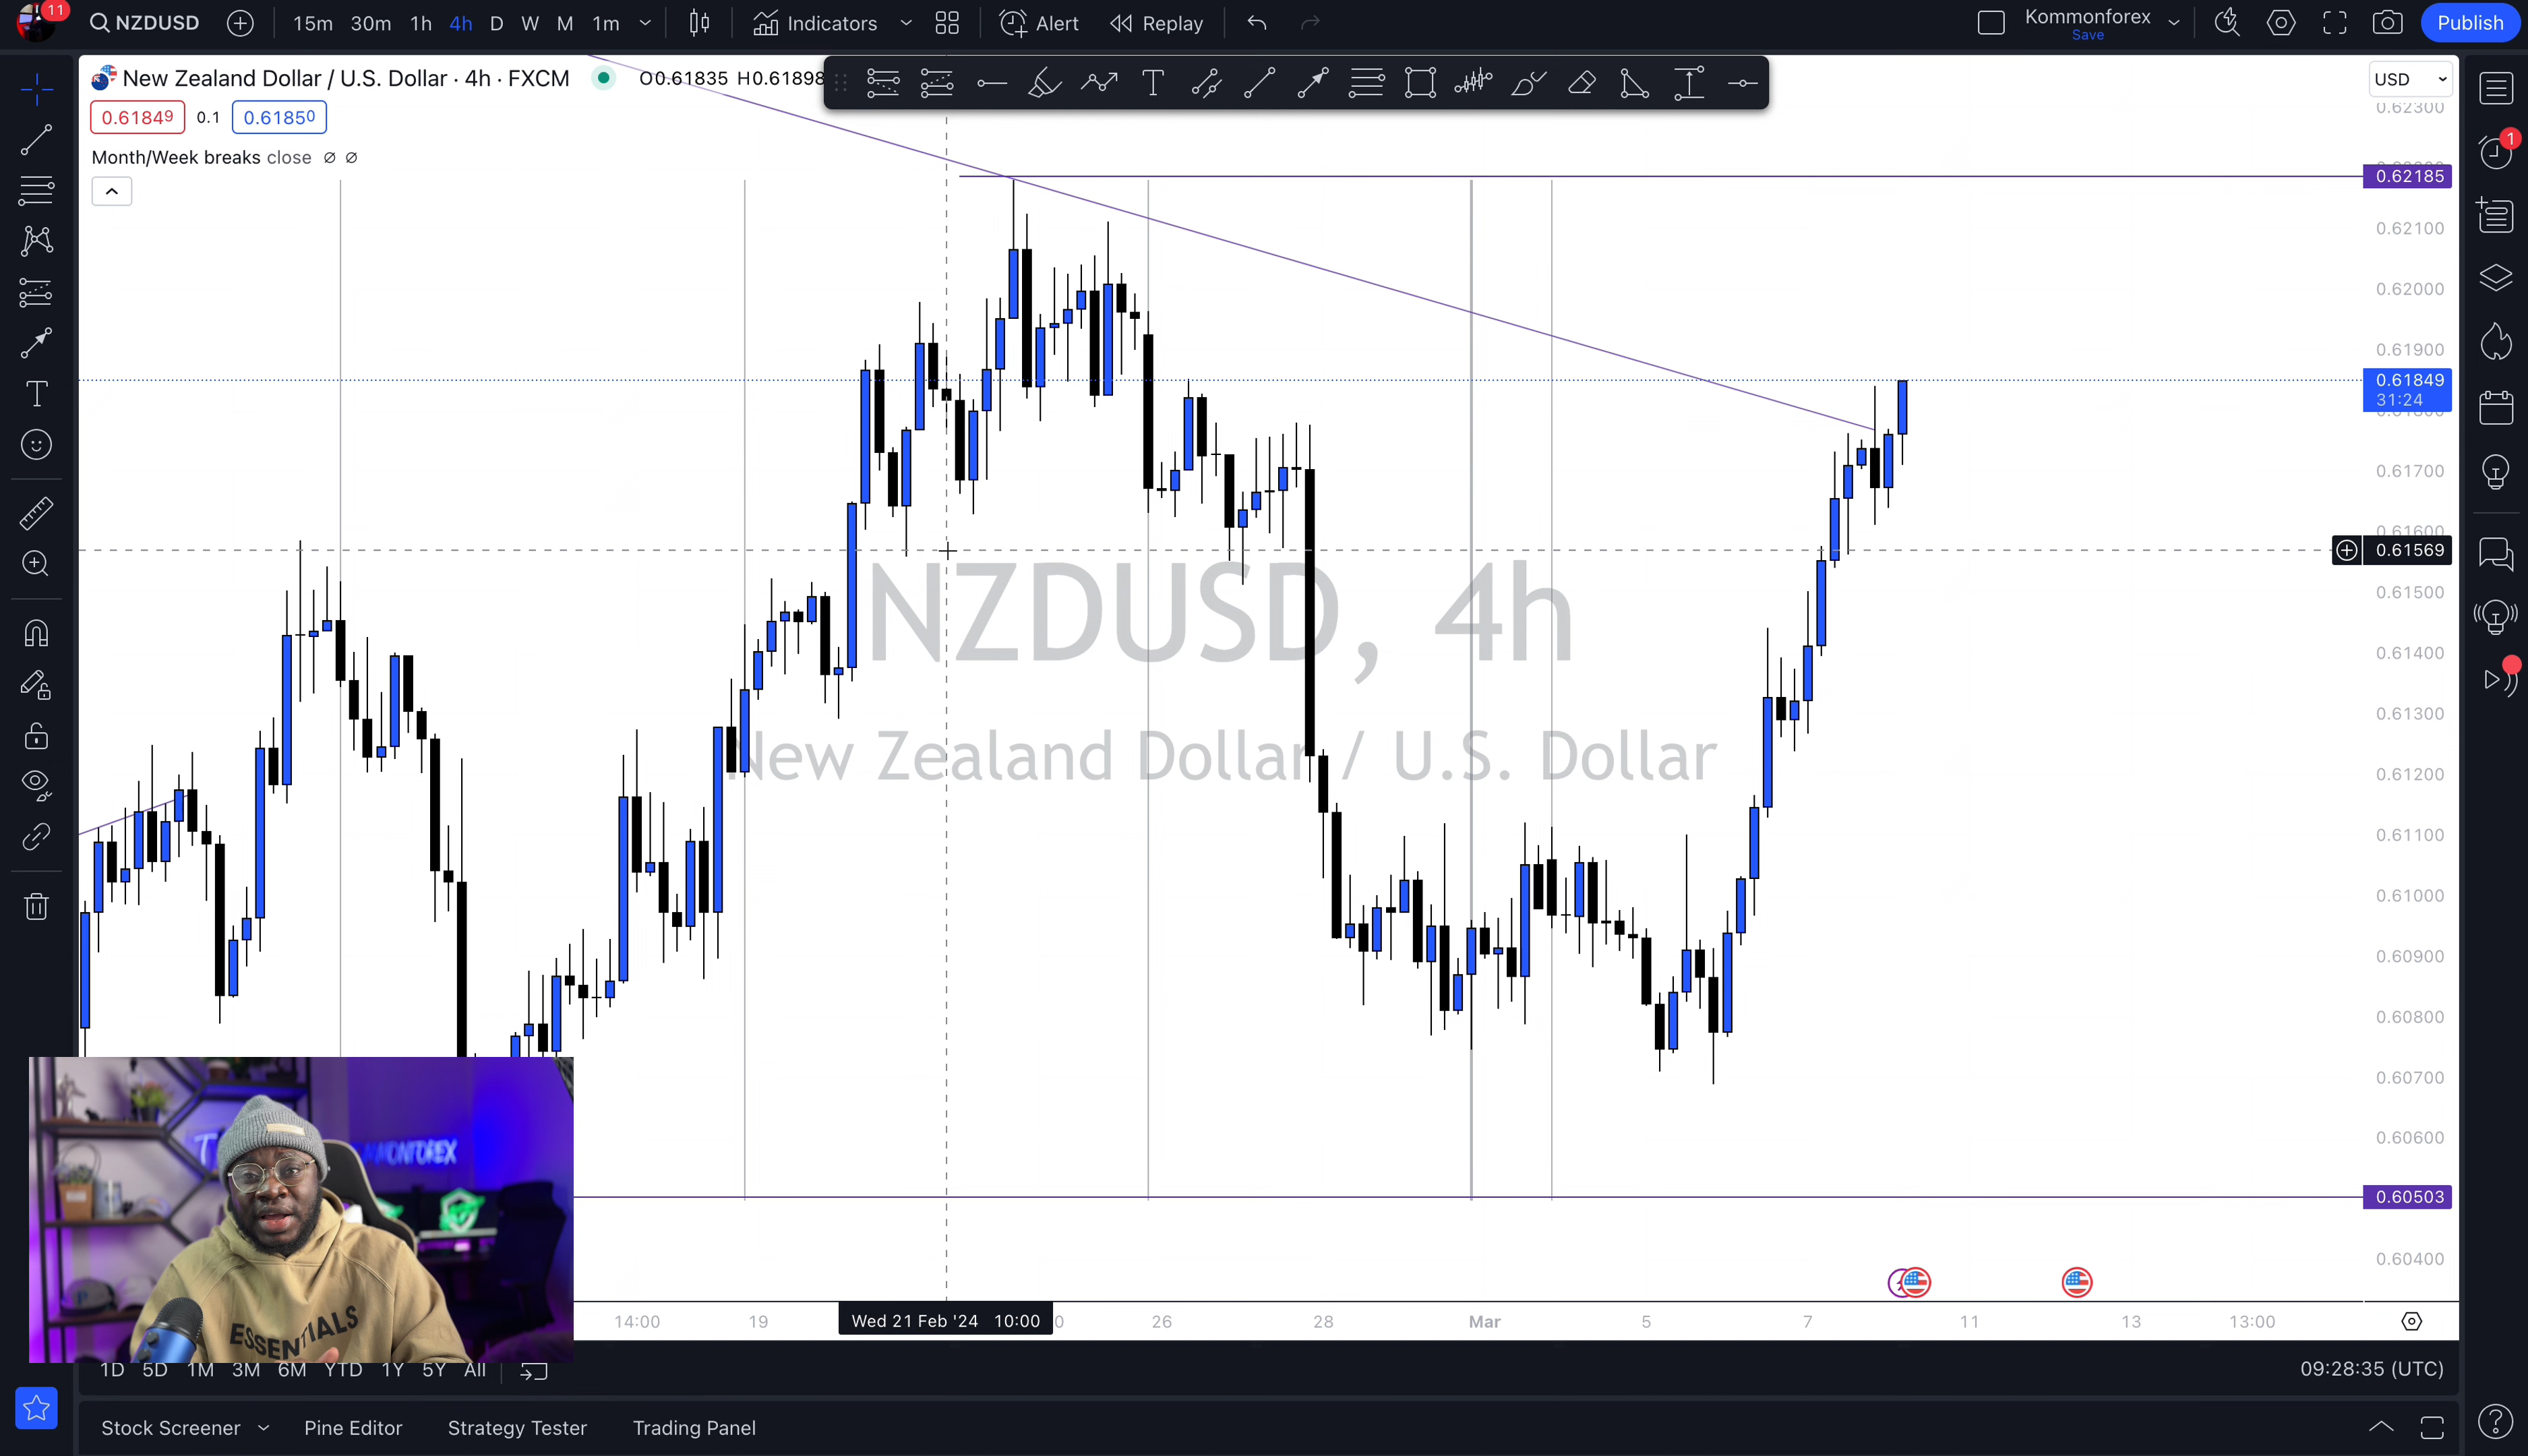 11
NZDUSD
15m 30m 1h 4h D W M 1m
Indicators
Alert
Replay
Kommonforex
Save
Publish
New Zealand Dollar / U.S. Dollar · 4h · FXCM
O0.61835 H0.61898
USD
0.61849 0.1 0.61850
Month/Week breaks close
0.62300
0.62185
0.62100
0.62000
0.61900
0.61849
31:24
0.61700
0.61600
0.61569
0.61500
0.61400
0.61300
0.61200
0.61100
0.61000
0.60900
0.60800
0.60700
0.60600
0.60503
0.60400
1
NZDUSD, 4h
New Zealand Dollar / U.S. Dollar
ESSENTIALS
14:00 19 Wed 21 Feb '24 10:00 26 28 Mar 5 7 11 13 13:00
1D 5D 1M 3M 6M YTD 1Y 5Y All
09:28:35 (UTC)
Stock Screener Pine Editor Strategy Tester Trading Panel